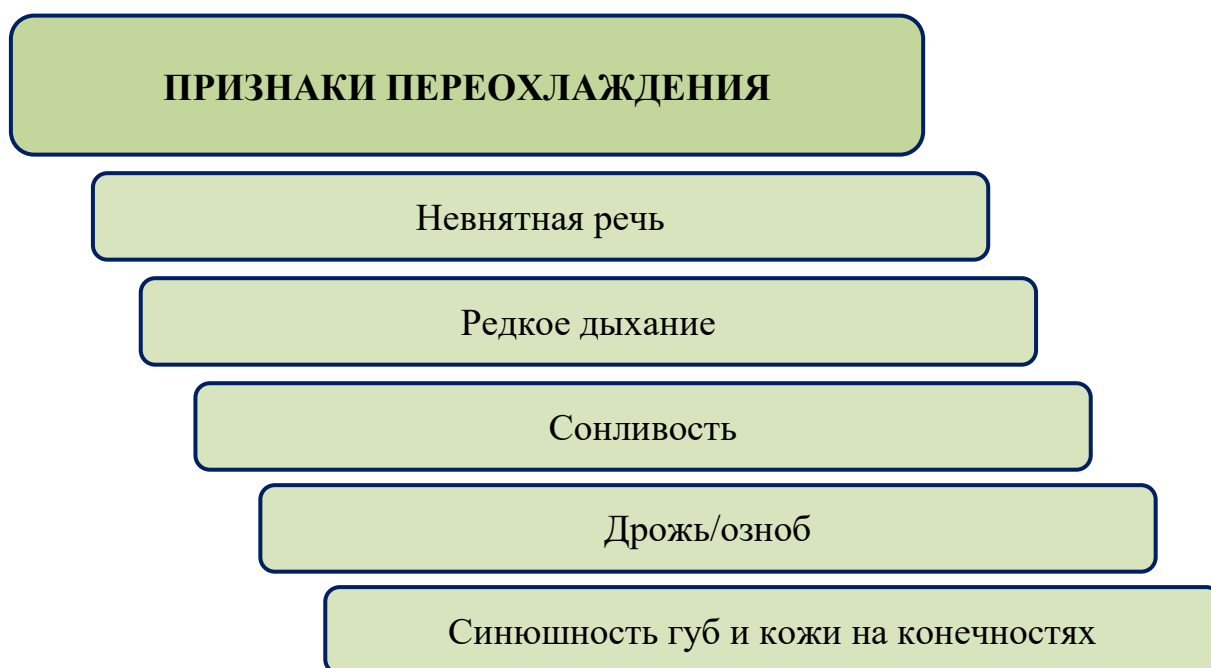 ПРИЗНАКИ ПЕРЕОХЛАЖДЕНИЯ
Невнятная речь
Редкое дыхание
Сонливость
Дрожь/озноб
Синюшность губ и кожи на конечностях